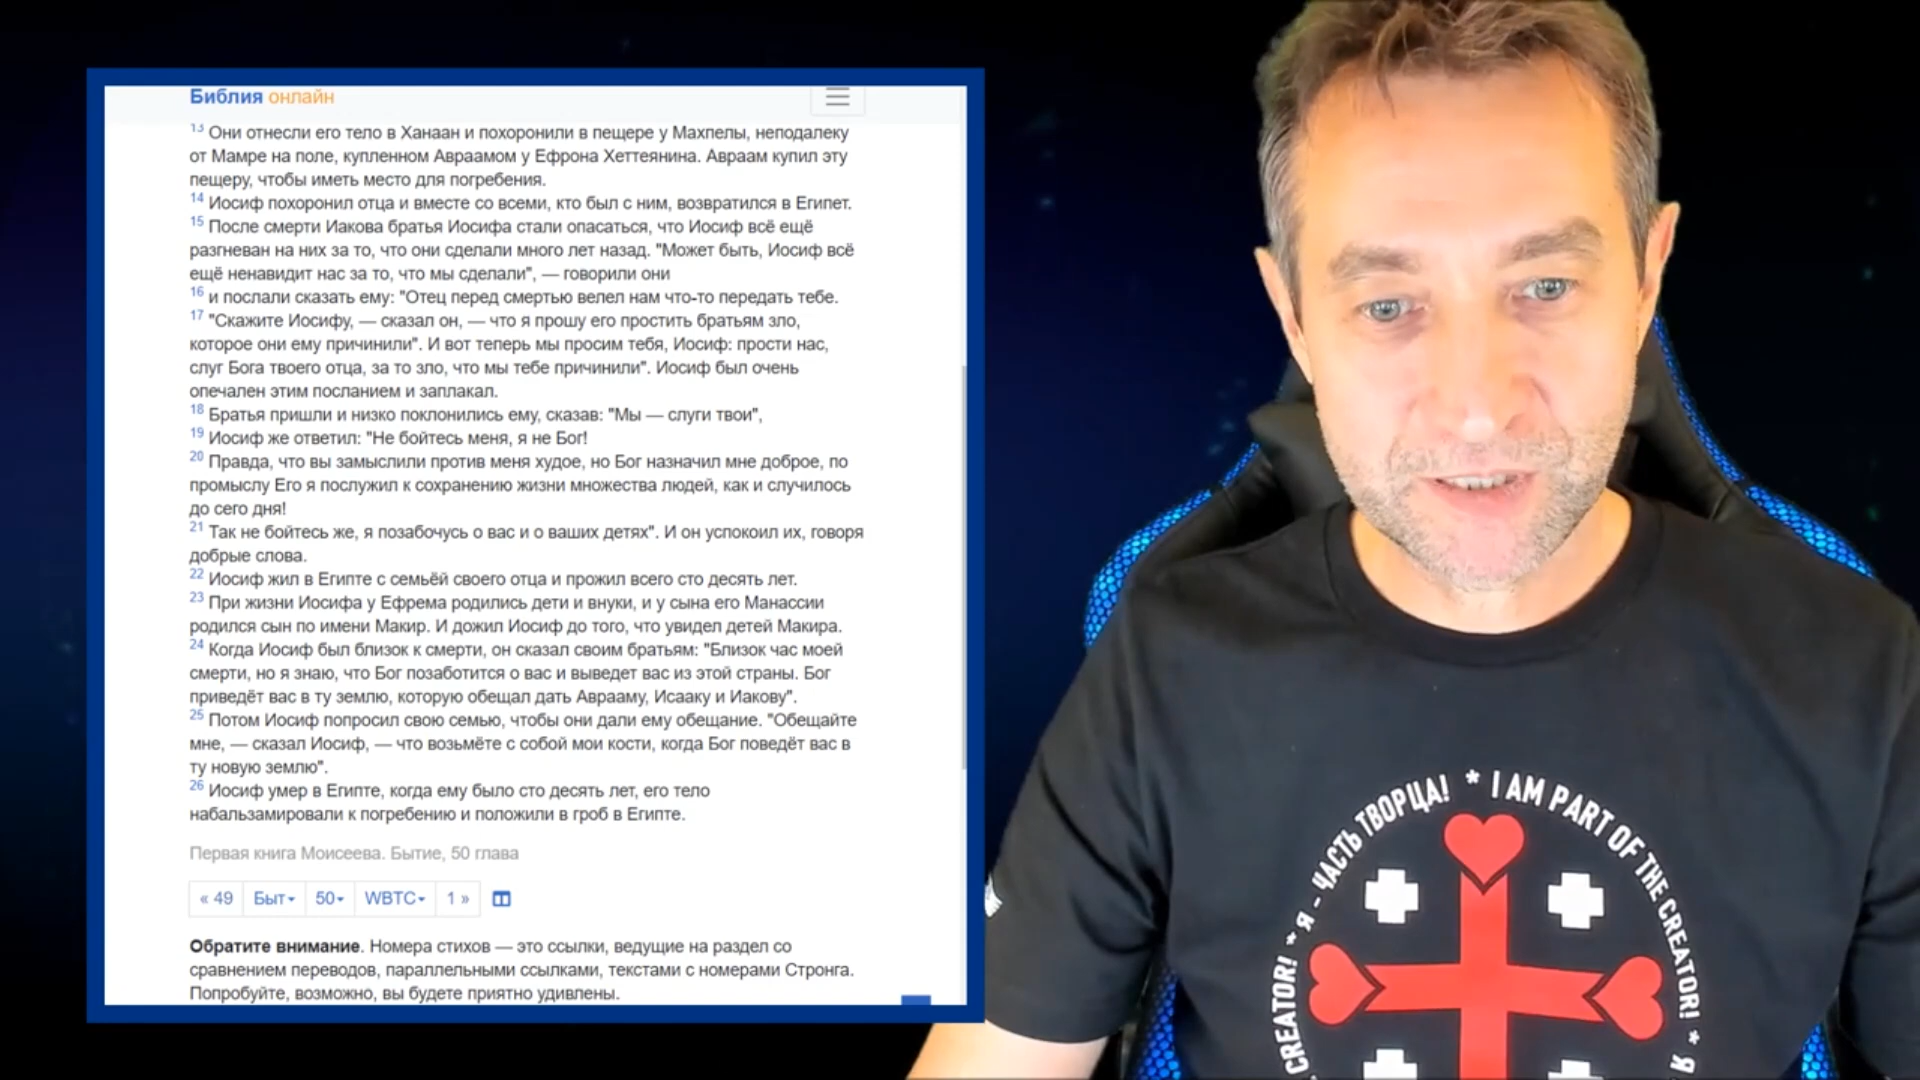 Библия онлайн
13 Они отнесли его тело в Ханаан и похоронили в пещере у Махпелы, неподалеку
от Мамре на поле, купленном Авраамом у Ефрона Хеттеянина. Авраам купил эту
пещеру, чтобы иметь место для погребения.
14 Иосиф похоронил отца и вместе со всеми, кто был с ним, возвратился в Египет.
15 После смерти Иакова братья Иосифа стали опасаться, что Иосиф всё ещё
разгневан на них за то, что они сделали много лет назад. "Может быть, Иосиф всё
ещё ненавидит нас за то, что мы сделали", — говорили они
16 и послали сказать ему: "Отец перед смертью велел нам что-то передать тебе.
17 "Скажите Иосифу, — сказал он, — что я прошу его простить братьям зло,
которое они ему причинили". И вот теперь мы просим тебя, Иосиф: прости нас,
слуг Бога твоего отца, за то зло, что мы тебе причинили". Иосиф был очень
опечален этим посланием и заплакал.
18 Братья пришли и низко поклонились ему, сказав: "Мы — слуги твои",
19 Иосиф же ответил: "Не бойтесь меня, я не Бог!
20 Правда, что вы замыслили против меня худое, но Бог назначил мне доброе, по
промыслу Его я послужил к сохранению жизни множества людей, как и случилось
до сего дня!
21 Так не бойтесь же, я позабочусь о вас и о ваших детях". И он успокоил их, говоря
добрые слова.
22 Иосиф жил в Египте с семьёй своего отца и прожил всего сто десять лет.
23 При жизни Иосифа у Ефрема родились дети и внуки, и у сына его Манассии
родился сын по имени Макир. И дожил Иосиф до того, что увидел детей Макира.
24 Когда Иосиф был близок к смерти, он сказал своим братьям: "Близок час моей
смерти, но я знаю, что Бог позаботится о вас и выведет вас из этой страны. Бог
приведёт вас в ту землю, которую обещал дать Аврааму, Исааку и Иакову".
25 Потом Иосиф попросил свою семью, чтобы они дали ему обещание. "Обещайте
мне, — сказал Иосиф, — что возьмёте с собой мои кости, когда Бог поведёт вас в
ту новую землю".
26 Иосиф умер в Египте, когда ему было сто десять лет, его тело
набальзамировали к погребению и положили в гроб в Египте.
Первая книга Моисеева. Бытие, 50 глава
« 49 Быт 50 WBTC 1 »
Обратите внимание. Номера стихов — это ссылки, ведущие на раздел со
сравнением переводов, параллельными ссылками, текстами с номерами Стронга.
Попробуйте, возможно, вы будете приятно удивлены.
CREATOR! * Я - ЧАСТЬ ТВОРЦА! * I AM PART OF THE CREATOR! * Я